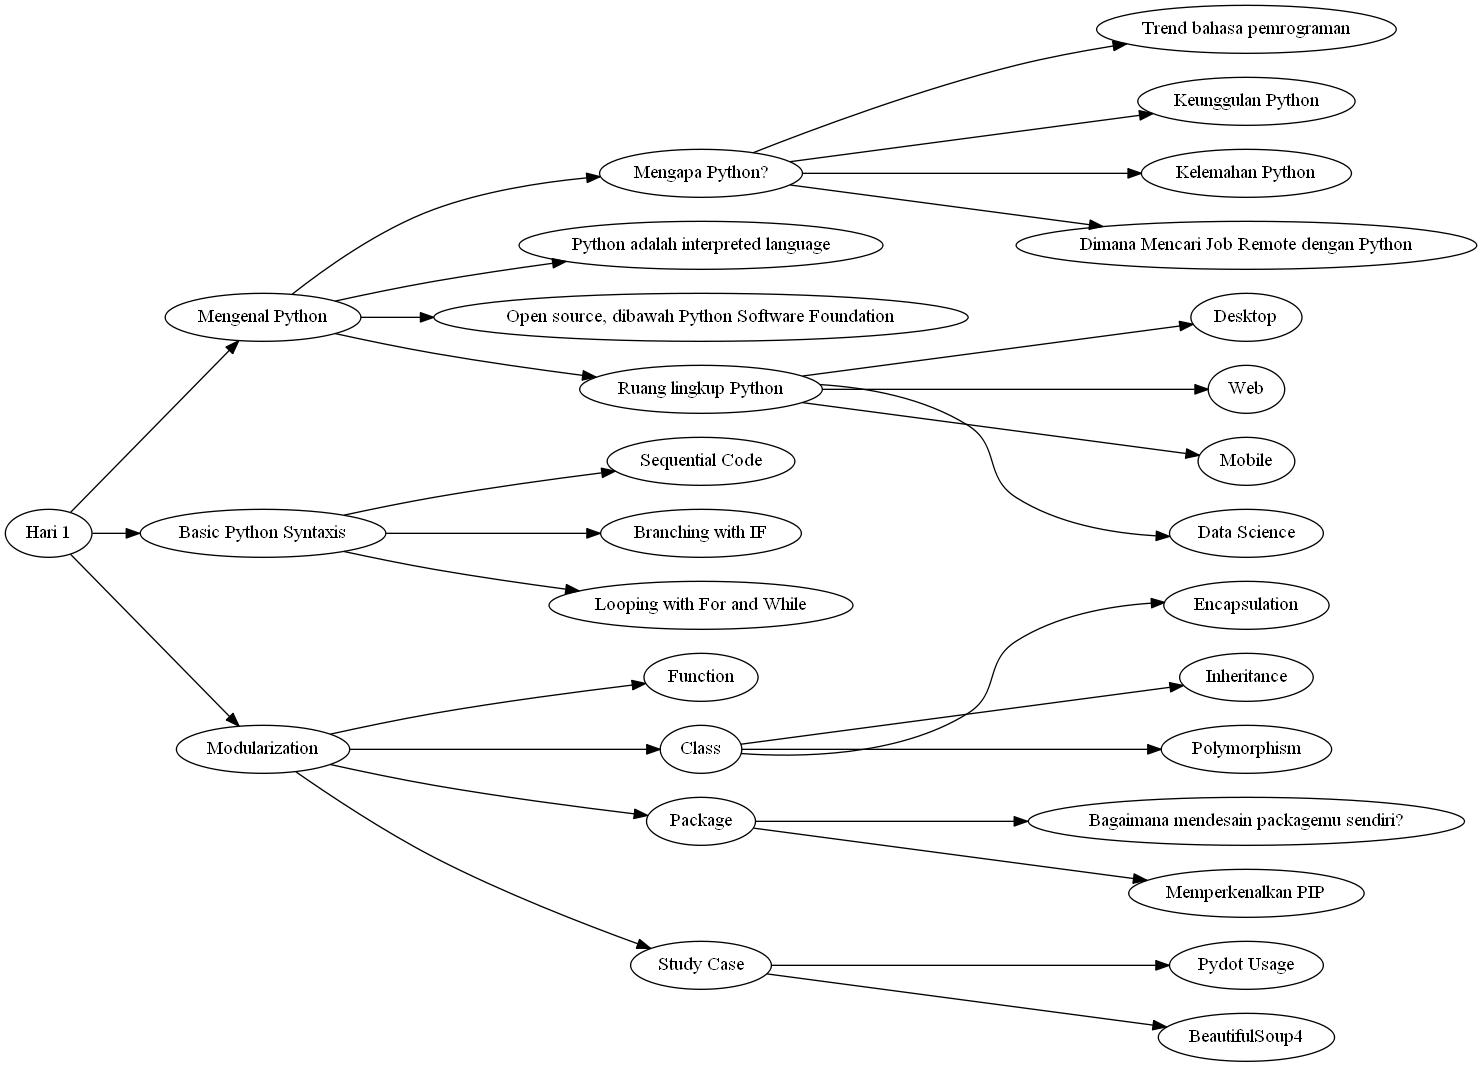 Hari 1
Mengenal Python
Mengapa Python?
Trend bahasa pemrograman
Keunggulan Python
Kelemahan Python
Dimana Mencari Job Remote dengan Python
Python adalah interpreted language
Open source, dibawah Python Software Foundation
Ruang lingkup Python
Desktop
Web
Mobile
Data Science
Basic Python Syntaxis
Sequential Code
Branching with IF
Looping with For and While
Modularization
Function
Class
Encapsulation
Inheritance
Polymorphism
Package
Bagaimana mendesain packagemu sendiri?
Memperkenalkan PIP
Study Case
Pydot Usage
BeautifulSoup4